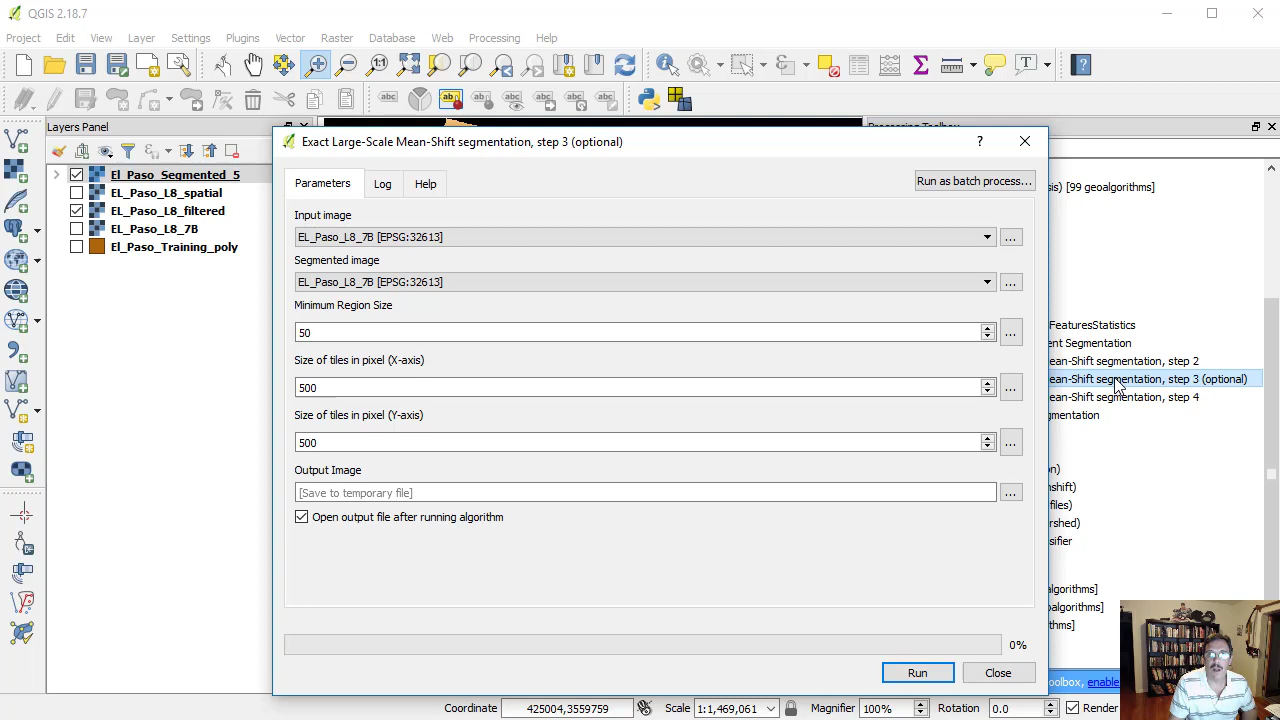 QGIS 2.18.7
Project Edit View Layer Settings Plugins Vector Raster Database Web Processing Help
Layers Panel
El_Paso_Segmented_5
EL_Paso_L8_spatial
EL_Paso_L8_filtered
EL_Paso_L8_7B
El_Paso_Training_poly
Exact Large-Scale Mean-Shift segmentation, step 3 (optional)
Parameters Log Help
Run as batch process...
Input image
EL_Paso_L8_7B [EPSG:32613]
Segmented image
EL_Paso_L8_7B [EPSG:32613]
Minimum Region Size
50
Size of tiles in pixel (X-axis)
500
Size of tiles in pixel (Y-axis)
500
Output Image
[Save to temporary file]
Open output file after running algorithm
0%
Run Close
sis) [99 geoalgorithms]
FeaturesStatistics
ent Segmentation
ean-Shift segmentation, step 2
ean-Shift segmentation, step 3 (optional)
ean-Shift segmentation, step 4
gmentation
on)
shift)
files)
rshed)
sifier
algorithms]
oalgorithms]
thms]
oolbox, enable
Coordinate 425004,3559759 Scale 1:1,469,061 Magnifier 100% Rotation 0.0 Render